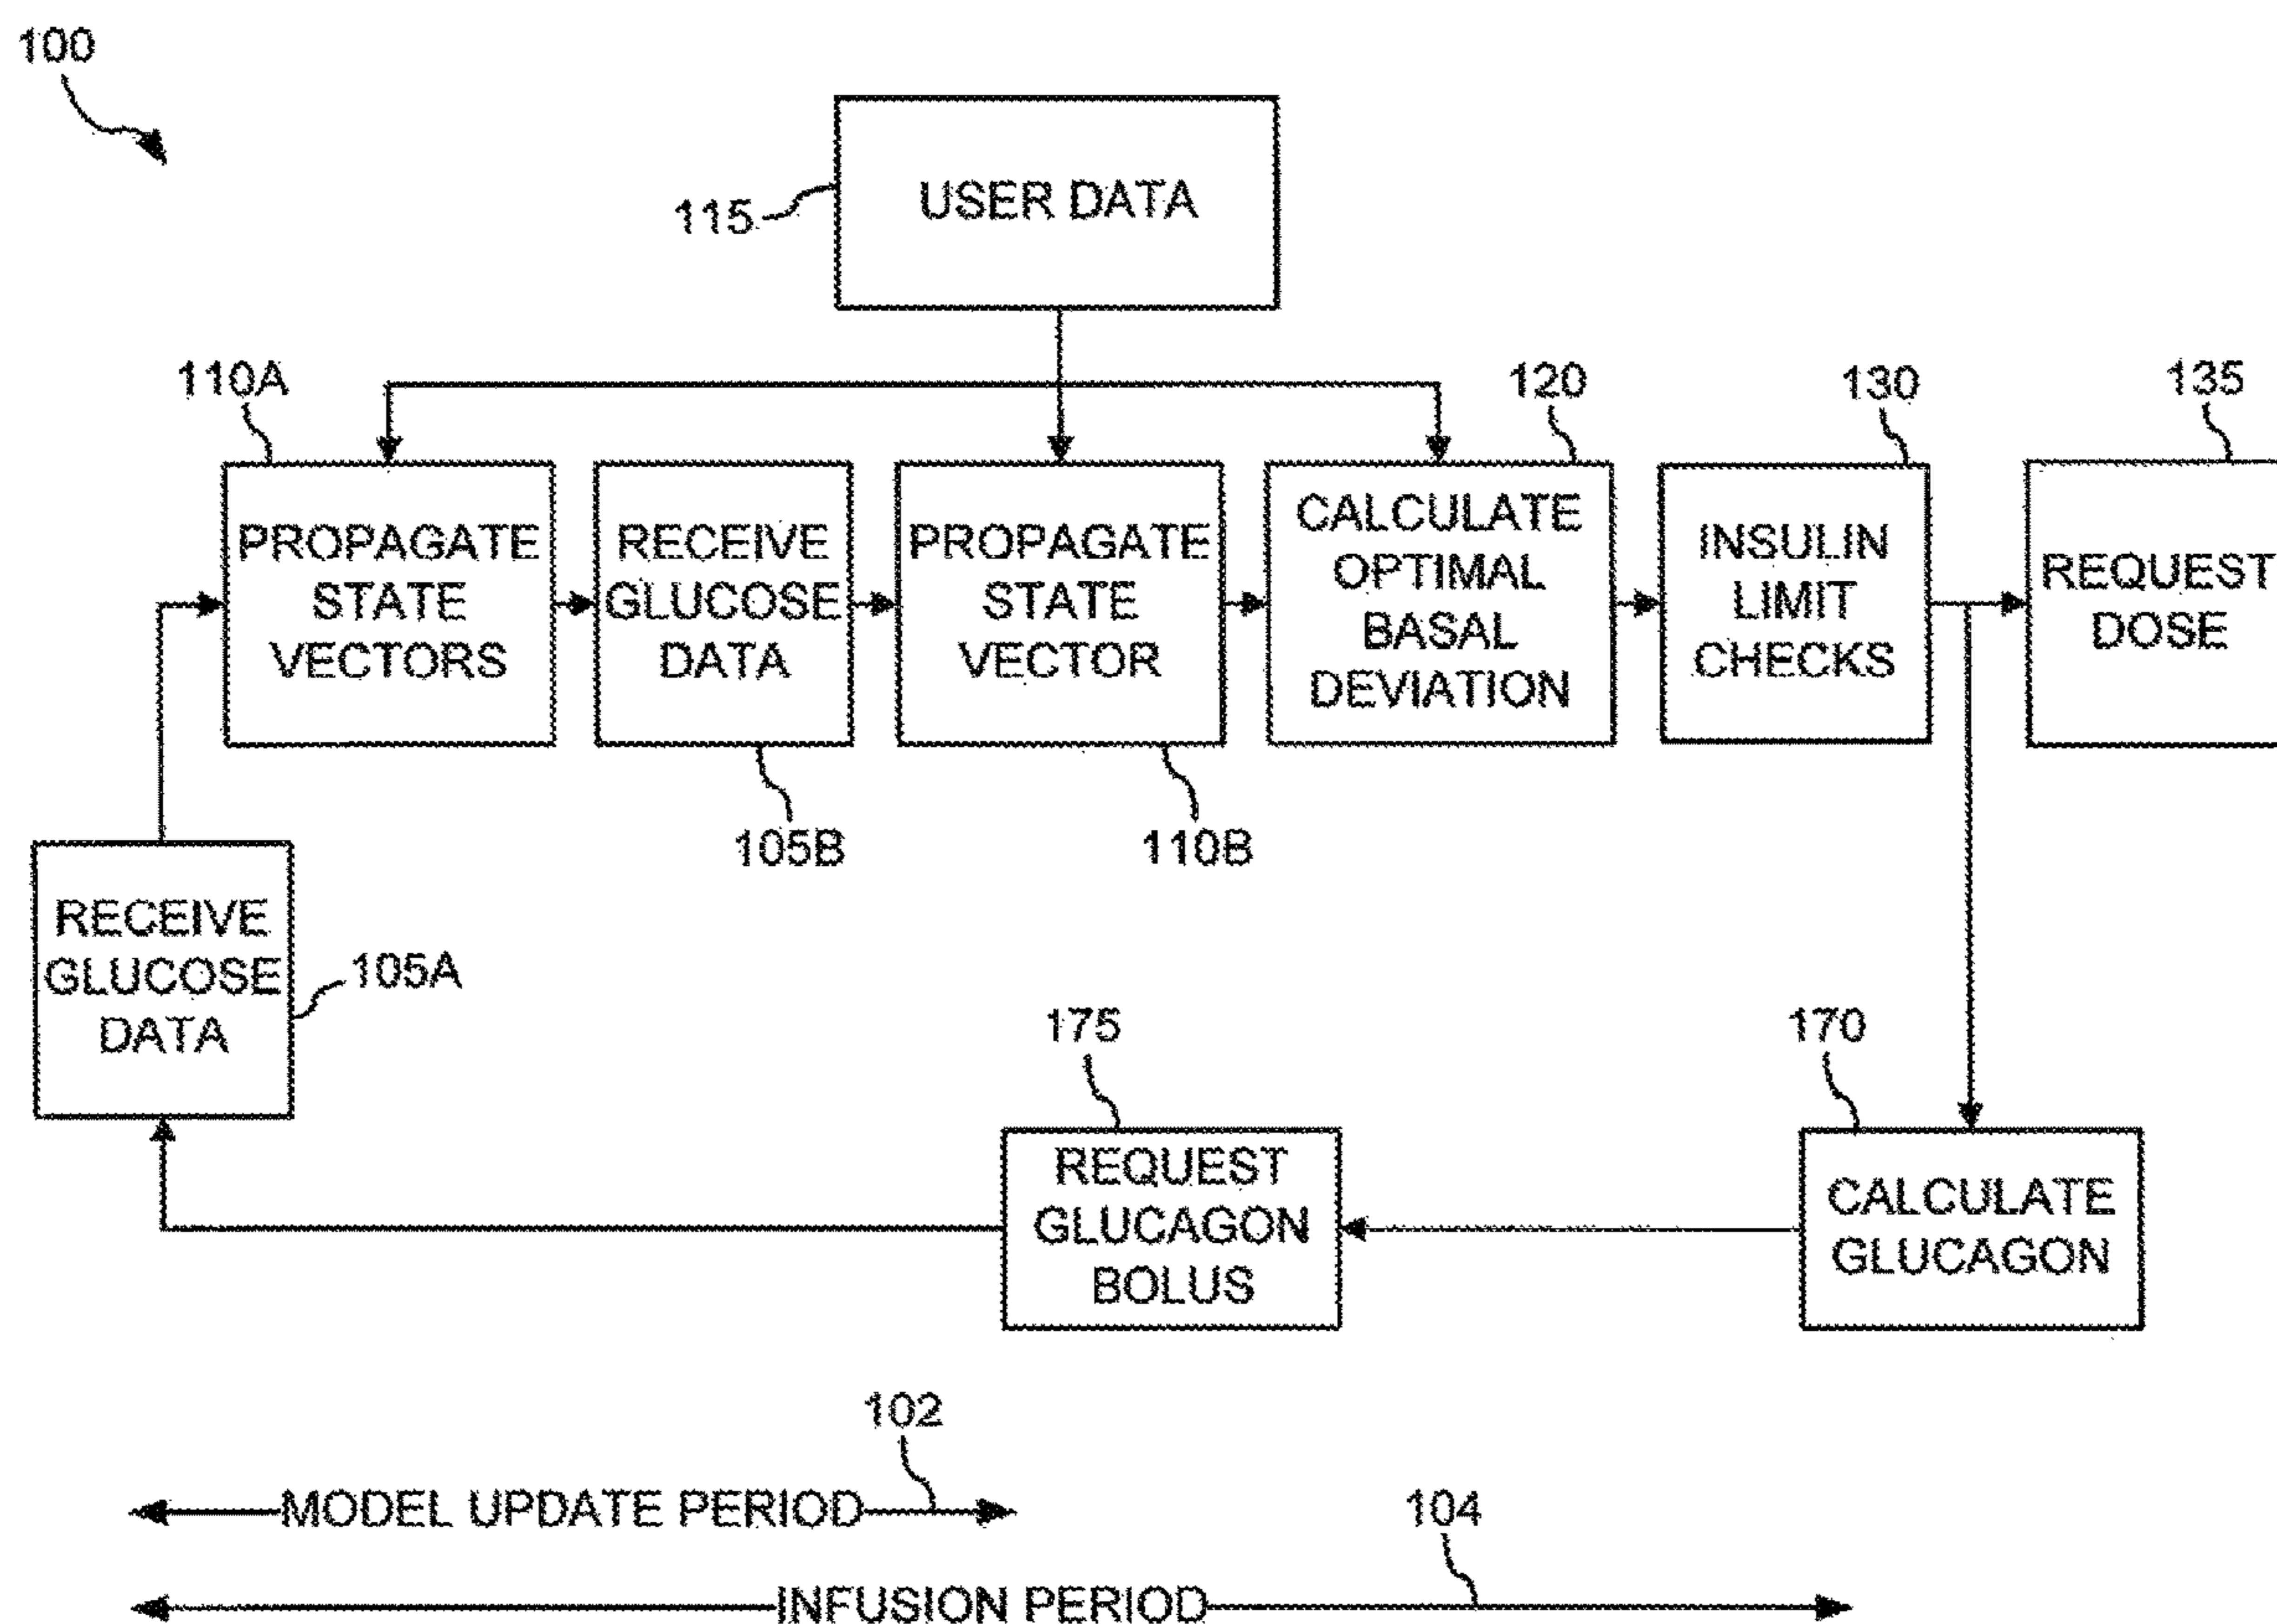 100
USER DATA
115
110A
120
130
135
PROPAGATE
STATE
VECTORS
RECEIVE
GLUCOSE
DATA
PROPAGATE
STATE
VECTOR
CALCULATE
OPTIMAL
BASAL
DEVIATION
INSULIN
LIMIT
CHECKS
REQUEST
DOSE
105B
110B
RECEIVE
GLUCOSE
DATA
105A
175
170
REQUEST
GLUCAGON
BOLUS
CALCULATE
GLUCAGON
102
MODEL UPDATE PERIOD
104
INFUSION PERIOD